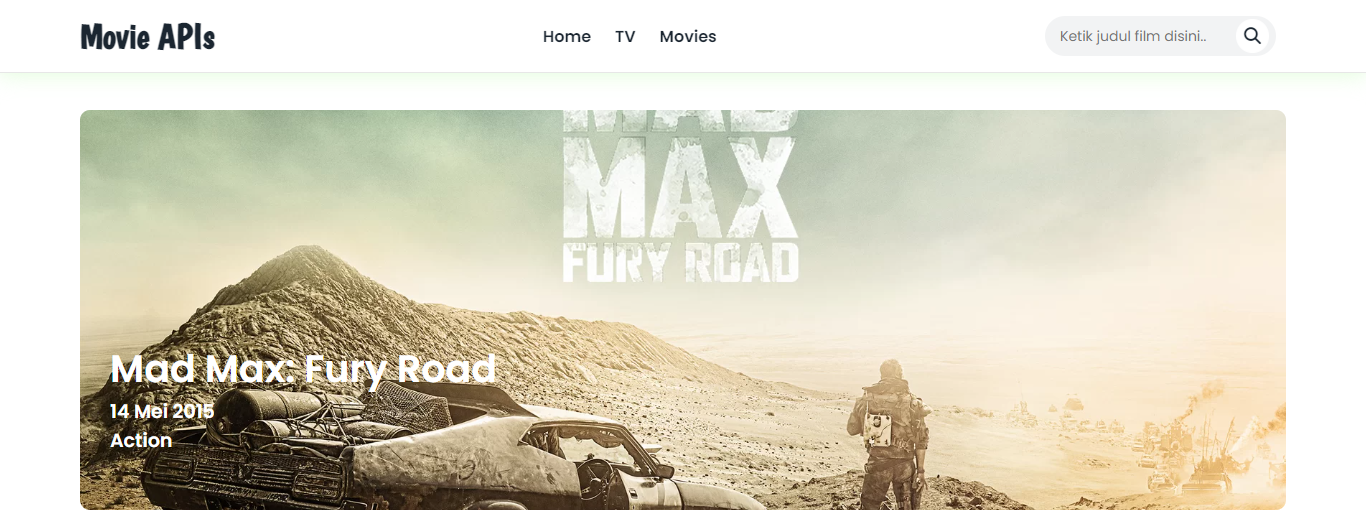 Movie APIs
Home TV Movies
Ketik judul film disini..
MAD
MAX
FURY ROAD
Mad Max: Fury Road
14 Mei 2015
Action